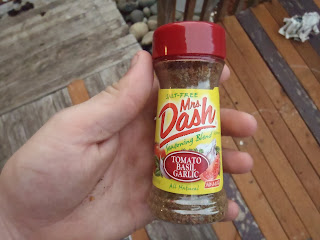 SALT-FREE
Mrs.
Dash
Seasoning Blend
TOMATO
BASIL
GARLIC
All Natural